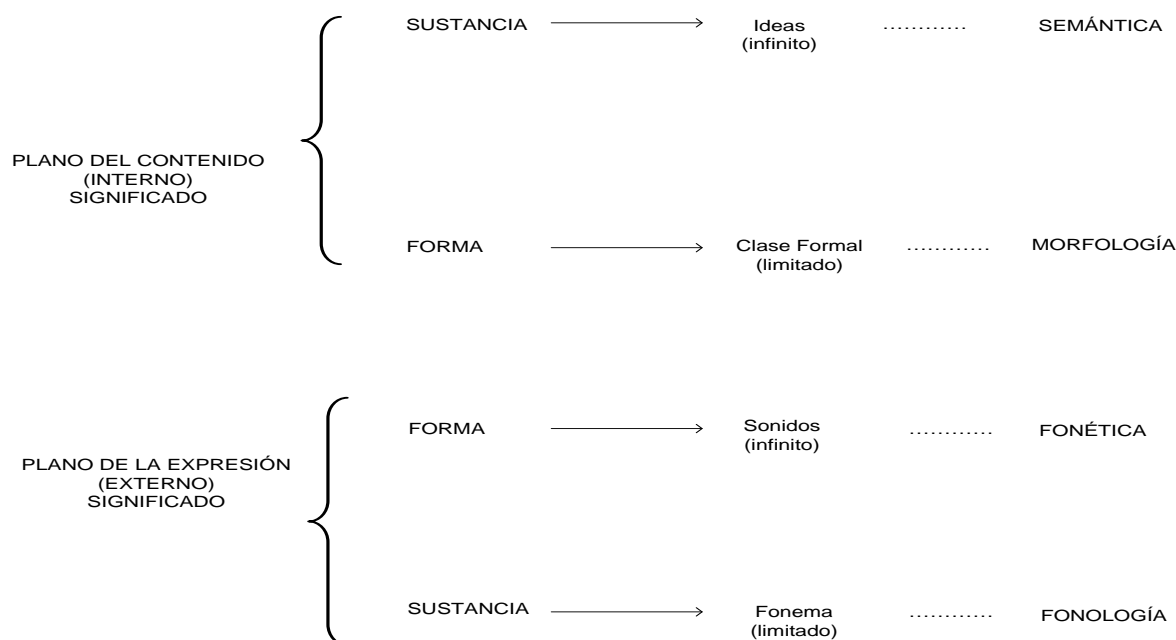 SUSTANCIA Ideas ............ SEMÁNTICA
(infinito)
PLANO DEL CONTENIDO
(INTERNO)
SIGNIFICADO
FORMA Clase Formal ............ MORFOLOGÍA
(limitado)
FORMA Sonidos ............ FONÉTICA
(infinito)
PLANO DE LA EXPRESIÓN
(EXTERNO)
SIGNIFICADO
SUSTANCIA Fonema ............ FONOLOGÍA
(limitado)